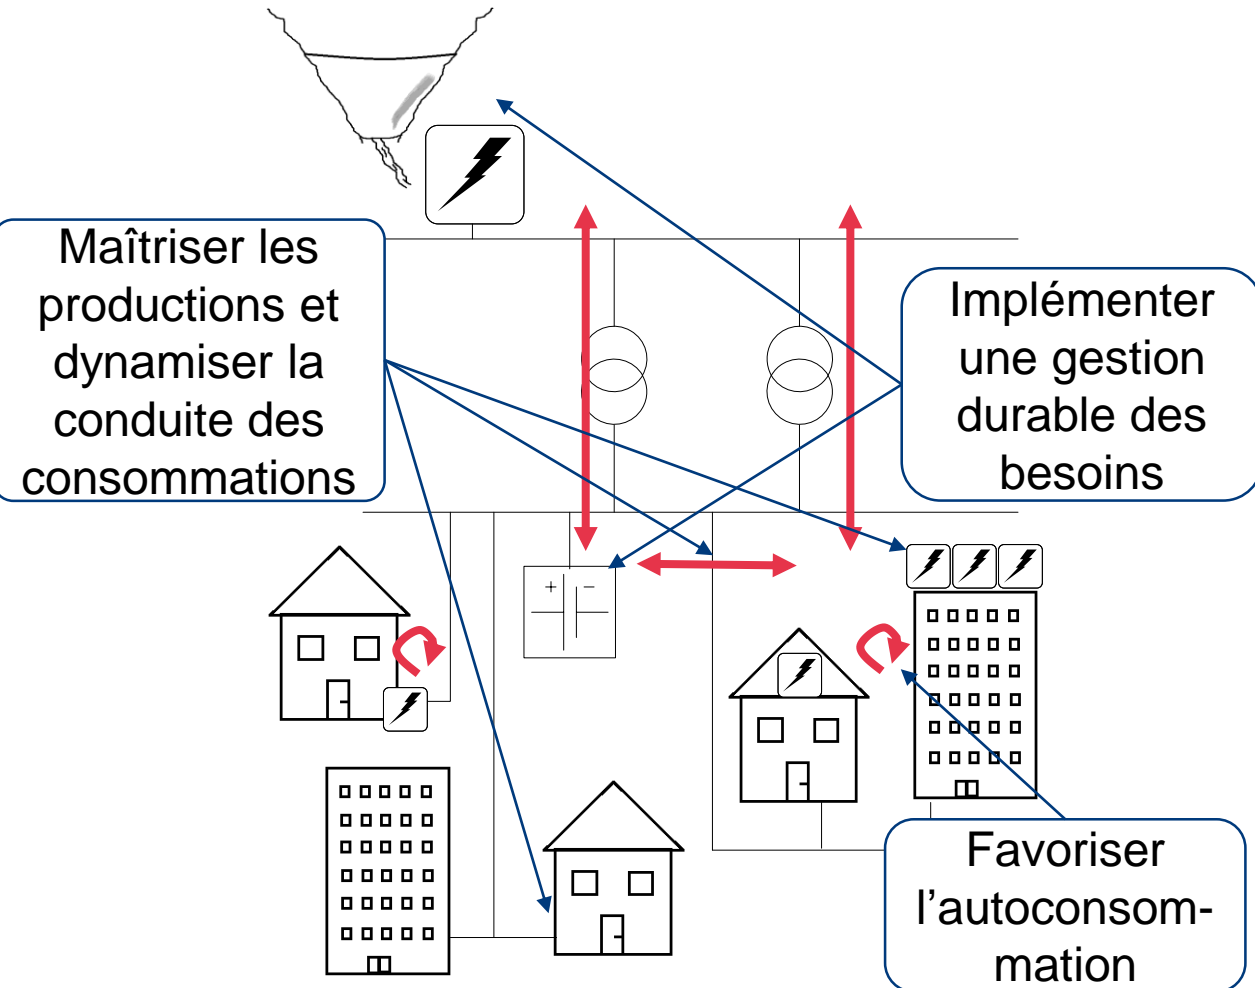 Maîtriser les
productions et
dynamiser la
conduite des
consommations
Implémenter
une gestion
durable des
besoins
+ −
Favoriser
l’autoconsom-
mation